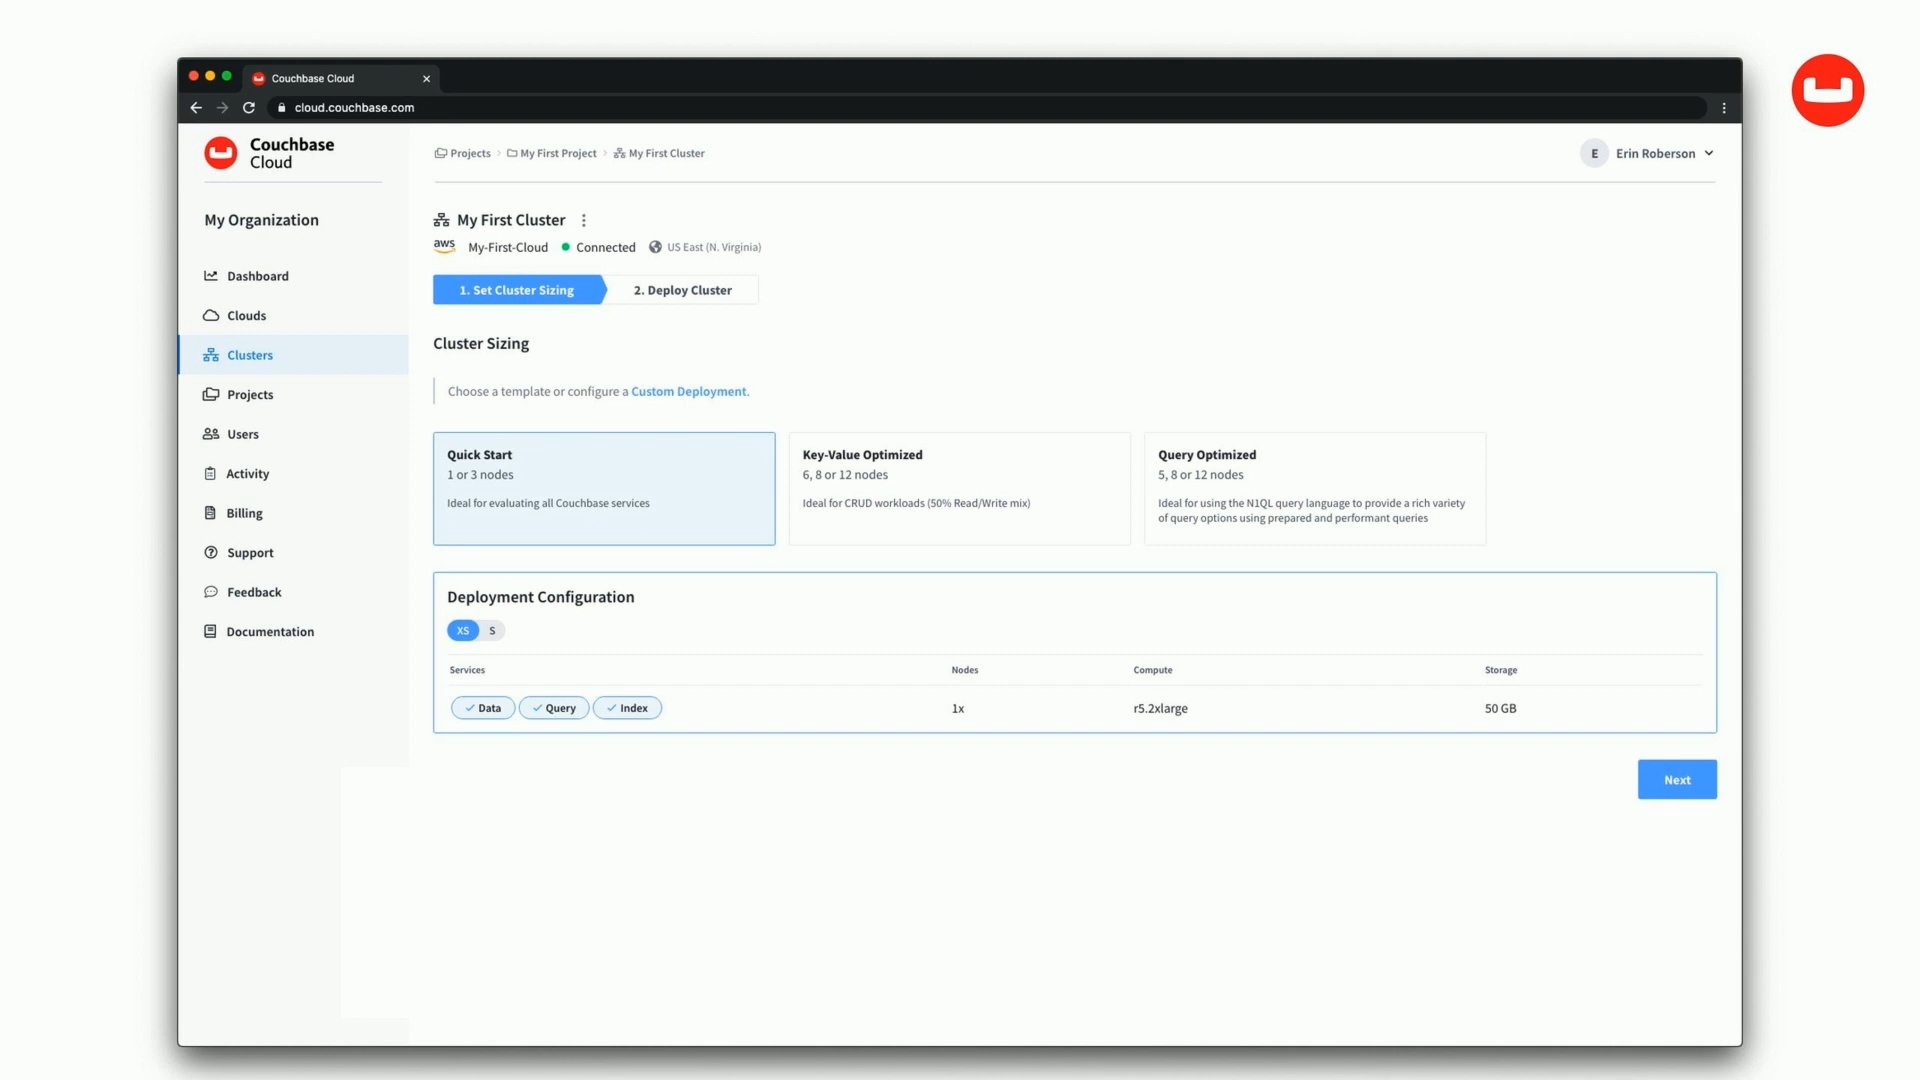 Couchbase Cloud
cloud.couchbase.com
Couchbase
Cloud
Projects
My First Project
My First Cluster
E
Erin Roberson
My Organization
Dashboard
Clouds
Clusters
Projects
Users
Activity
Billing
Support
Feedback
Documentation
My First Cluster
aws
My-First-Cloud
Connected
US East (N. Virginia)
1. Set Cluster Sizing
2. Deploy Cluster
Cluster Sizing
Choose a template or configure a Custom Deployment.
Quick Start
1 or 3 nodes
Ideal for evaluating all Couchbase services
Key-Value Optimized
6, 8 or 12 nodes
Ideal for CRUD workloads (50% Read/Write mix)
Query Optimized
5, 8 or 12 nodes
Ideal for using the N1QL query language to provide a rich variety
of query options using prepared and performant queries
Deployment Configuration
XS
S
Services
Nodes
Compute
Storage
Data
Query
Index
1x
r5.2xlarge
50 GB
Next